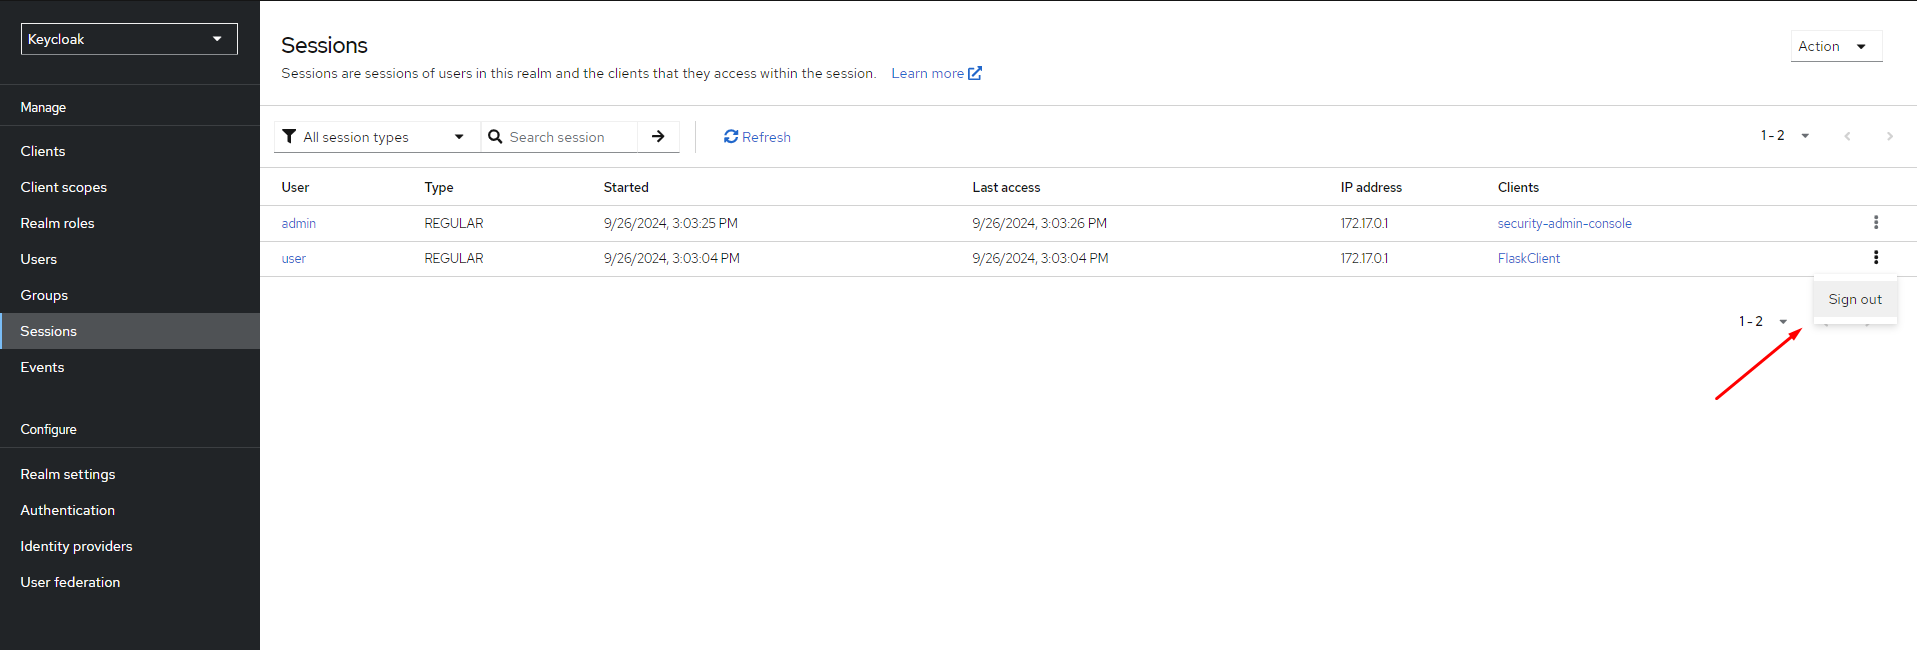 Keycloak
Manage
Clients
Client scopes
Realm roles
Users
Groups
Sessions
Events
Configure
Realm settings
Authentication
Identity providers
User federation
Sessions
Action
Sessions are sessions of users in this realm and the clients that they access within the session. Learn more
All session types Search session Refresh 1 - 2
User Type Started Last access IP address Clients
admin REGULAR 9/26/2024, 3:03:25 PM 9/26/2024, 3:03:26 PM 172.17.0.1 security-admin-console
user REGULAR 9/26/2024, 3:03:04 PM 9/26/2024, 3:03:04 PM 172.17.0.1 FlaskClient
Sign out
1 - 2